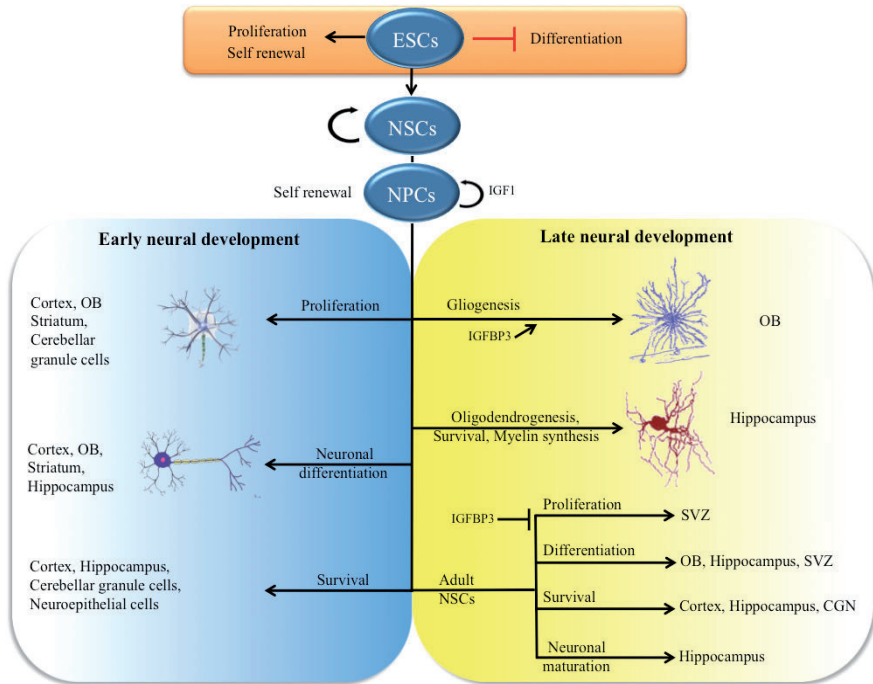 Proliferation
Self renewal
ESCs
Differentiation
NSCs
Self renewal
NPCs
IGF1
Early neural development
Late neural development
Cortex, OB
Striatum,
Cerebellar
granule cells
Proliferation
Gliogenesis
IGFBP3
OB
Oligodendrogenesis,
Survival, Myelin synthesis
Hippocampus
Cortex, OB,
Striatum,
Hippocampus
Neuronal
differentiation
IGFBP3
Proliferation
SVZ
Differentiation
OB, Hippocampus, SVZ
Cortex, Hippocampus,
Cerebellar granule cells,
Neuroepithelial cells
Survival
Adult
NSCs
Survival
Cortex, Hippocampus, CGN
Neuronal
maturation
Hippocampus